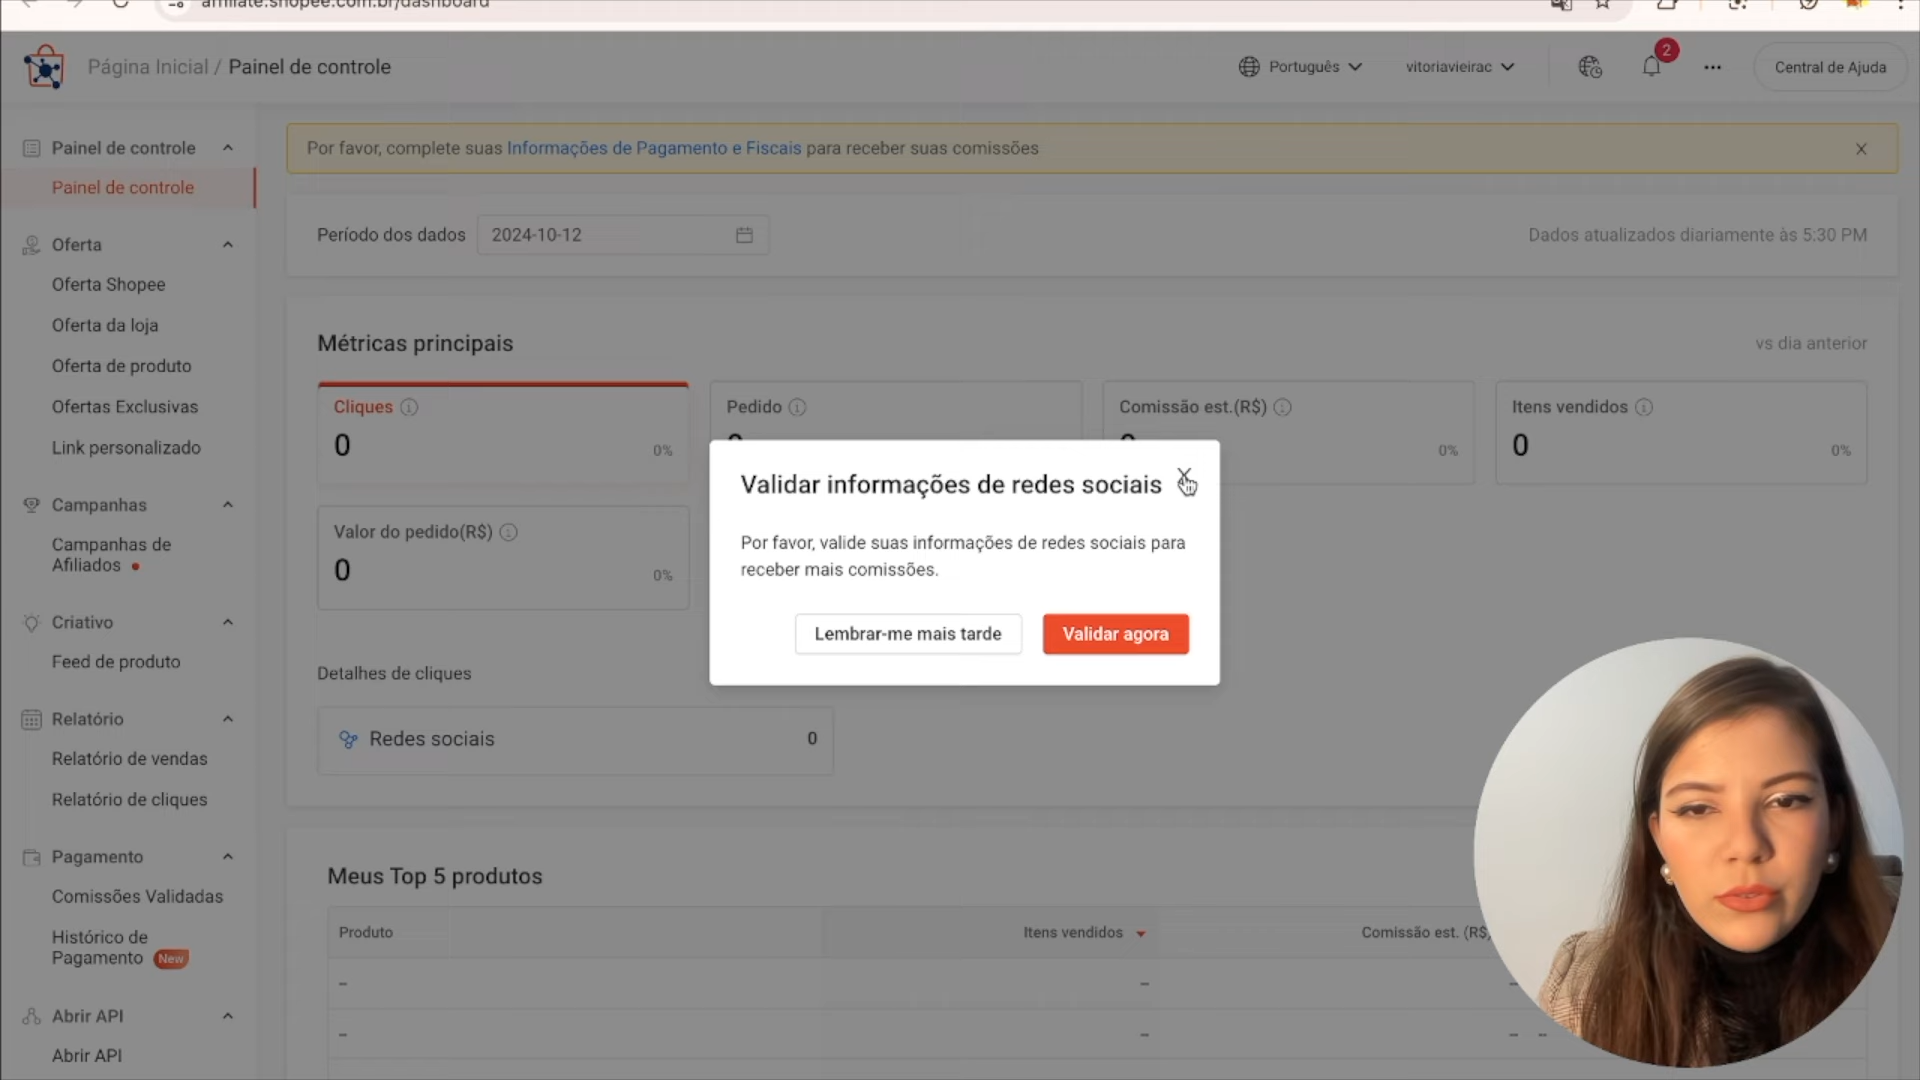 affiliate.shopee.com.br/dashboard
Página Inicial / Painel de controle
Português
vitoriavieirac
2
Central de Ajuda
Painel de controle
Painel de controle
Oferta
Oferta Shopee
Oferta da loja
Oferta de produto
Ofertas Exclusivas
Link personalizado
Campanhas
Campanhas de
Afiliados
Criativo
Feed de produto
Relatório
Relatório de vendas
Relatório de cliques
Pagamento
Comissões Validadas
Histórico de
Pagamento New
Abrir API
Abrir API
Por favor, complete suas Informações de Pagamento e Fiscais para receber suas comissões
Período dos dados 2024-10-12
Dados atualizados diariamente às 5:30 PM
Métricas principais
vs dia anterior
Cliques
0
0%
Pedido
Comissão est.(R$)
0%
Itens vendidos
0
0%
Valor do pedido(R$)
0
0%
Validar informações de redes sociais
Por favor, valide suas informações de redes sociais para
receber mais comissões.
Lembrar-me mais tarde
Validar agora
Detalhes de cliques
Redes sociais 0
Meus Top 5 produtos
Produto Itens vendidos Comissão est. (R$)
- - -
- - - -